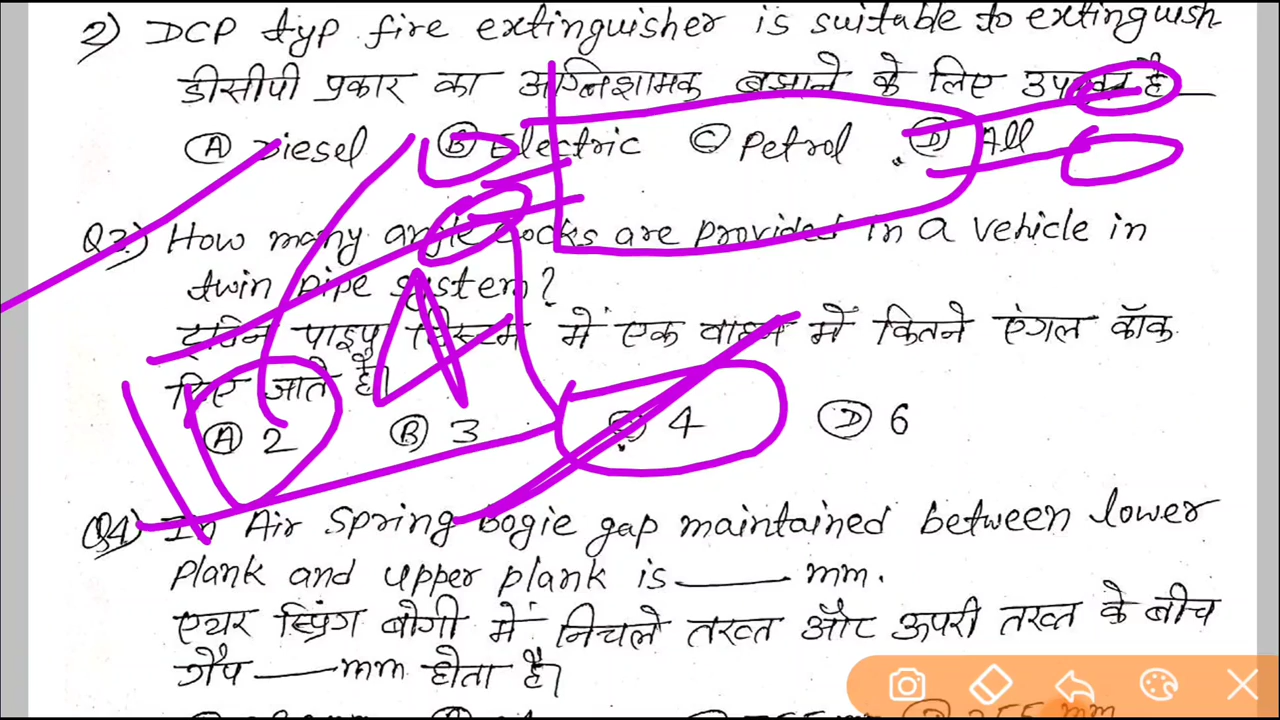 2) DCP typ fire extinguisher is suitable to extinguish
डीसीपी प्रकार का अग्निशामक बुझाने के लिए है
Ⓐ Diesel Ⓑ Electric Ⓒ Petrol Ⓓ All
Q3) How many angle cocks are provided in a vehicle in
twin pipe system?
ट्विन पाइप सिस्टम में एक वाहन में कितने एंगल कॉक
दिए जाते है।
Ⓐ 2 Ⓑ 3 Ⓒ 4 Ⓓ 6
Q4) In Air Spring bogie gap maintained between lower
plank and upper plank is ______ mm.
एयर स्प्रिंग बोगी में निचले तख्त और ऊपरी तख्त के बीच
गैप ____ mm होता है।